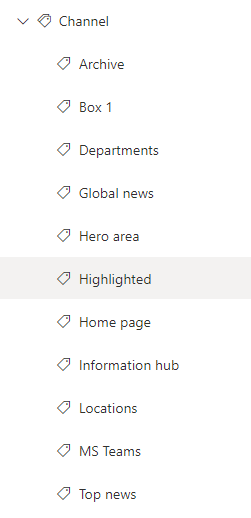 Channel
Archive
Box 1
Departments
Global news
Hero area
Highlighted
Home page
Information hub
Locations
MS Teams
Top news